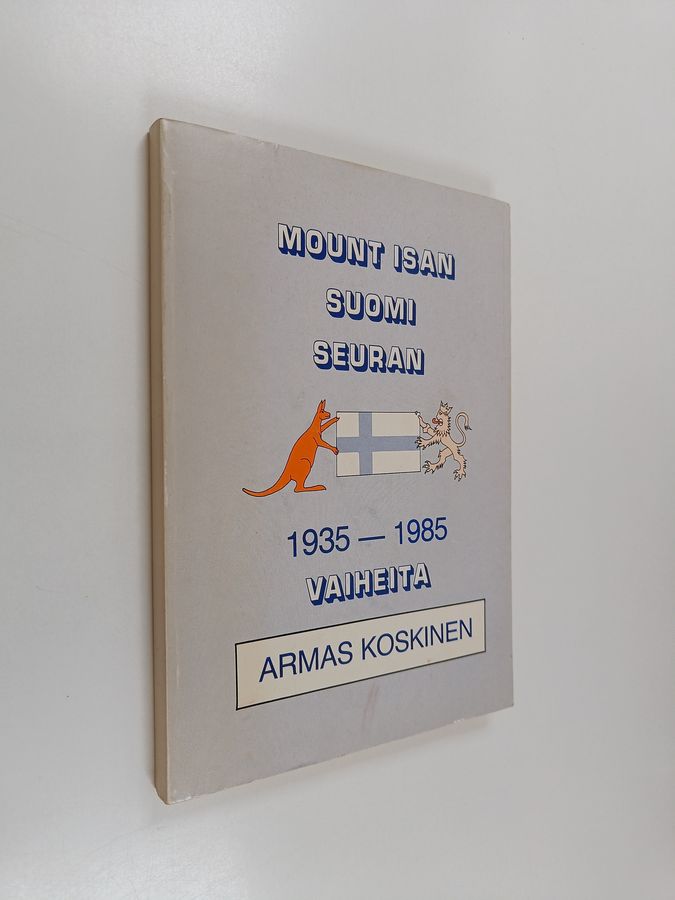 MOUNT ISAN
SUOMI
SEURAN
1935 — 1985
VAIHEITA
ARMAS KOSKINEN